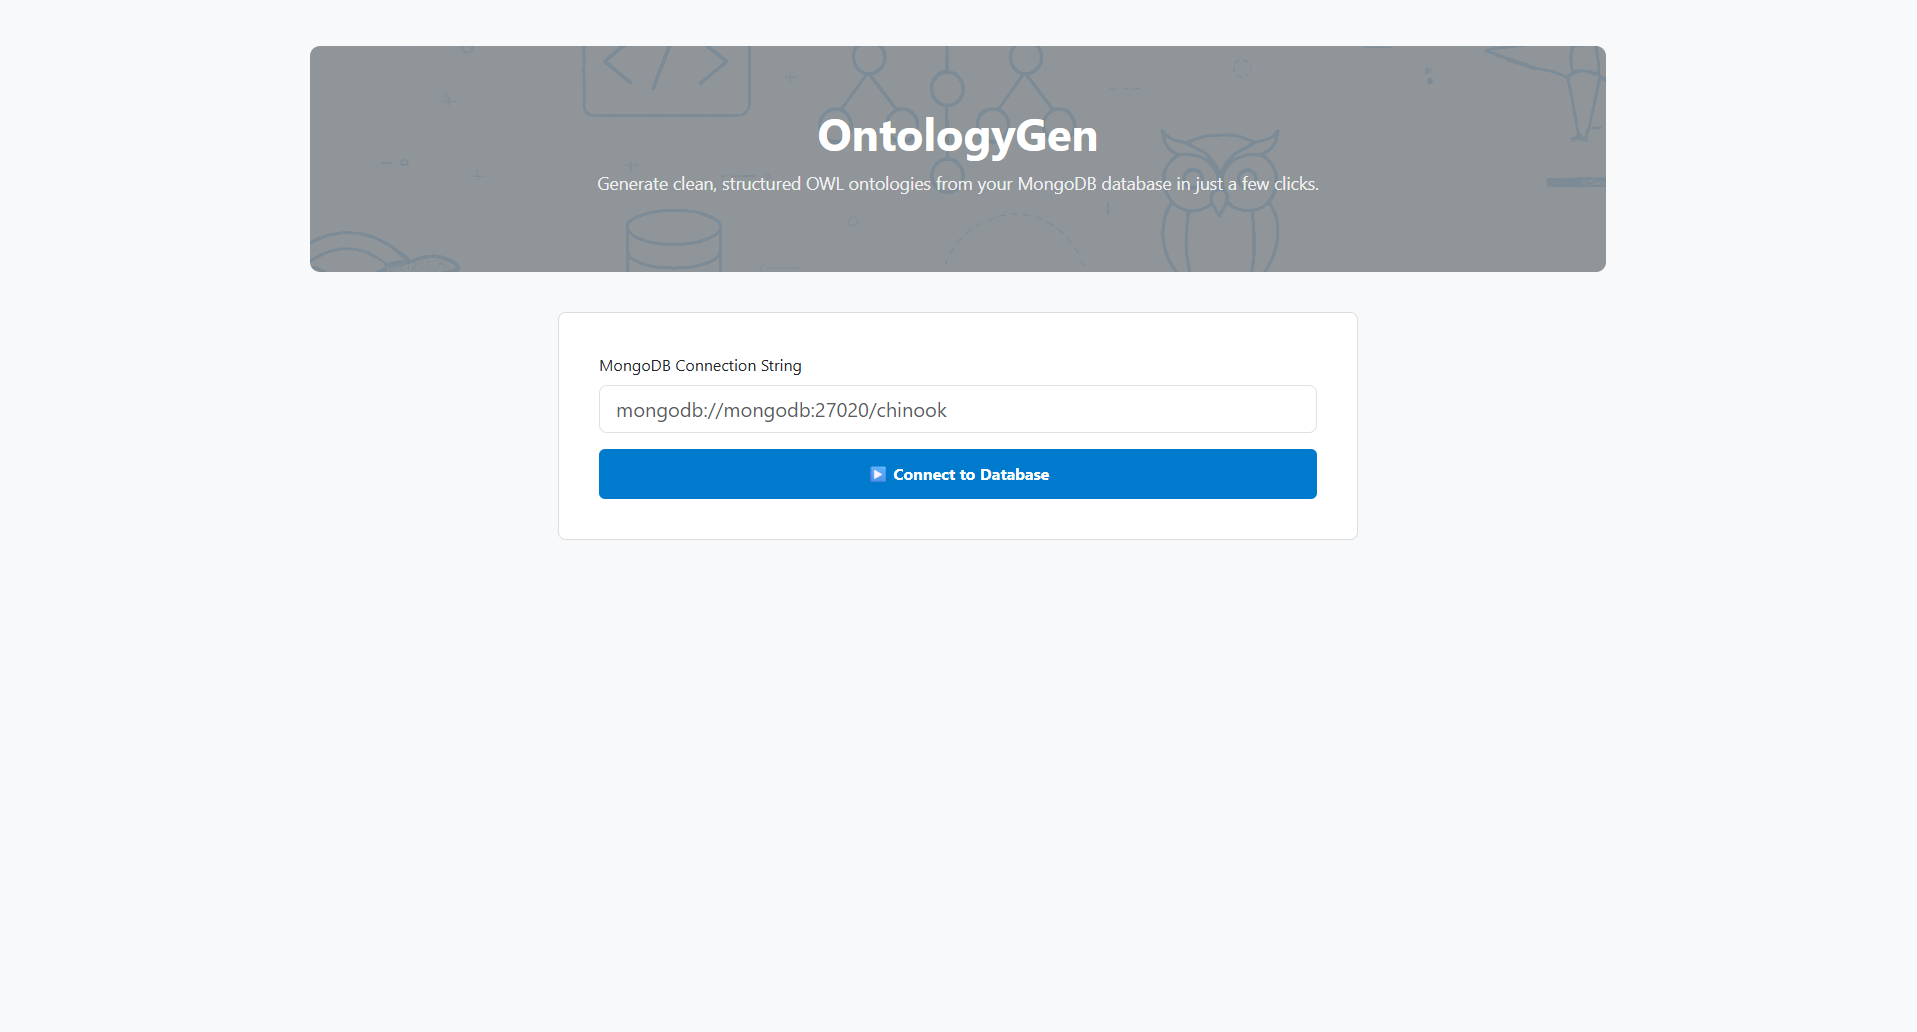 OntologyGen
Generate clean, structured OWL ontologies from your MongoDB database in just a few clicks.
MongoDB Connection String
mongodb://mongodb:27020/chinook
Connect to Database